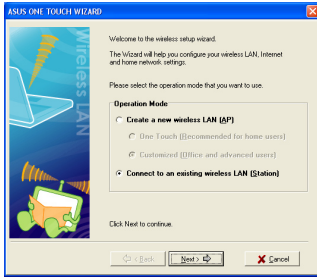 ASUS ONE TOUCH WIZARD
Wireless LAN
Welcome to the wireless setup wizard.
The Wizard will help you configure your wireless LAN, Internet
and home network settings.
Please select the operation mode that you want to use.
Operation Mode
Create a new wireless LAN (AP)
One Touch (Recommended for home users)
Customized (Office and advanced users)
Connect to an existing wireless LAN (Station)
Click Next to continue.
< Back
Next >
Cancel